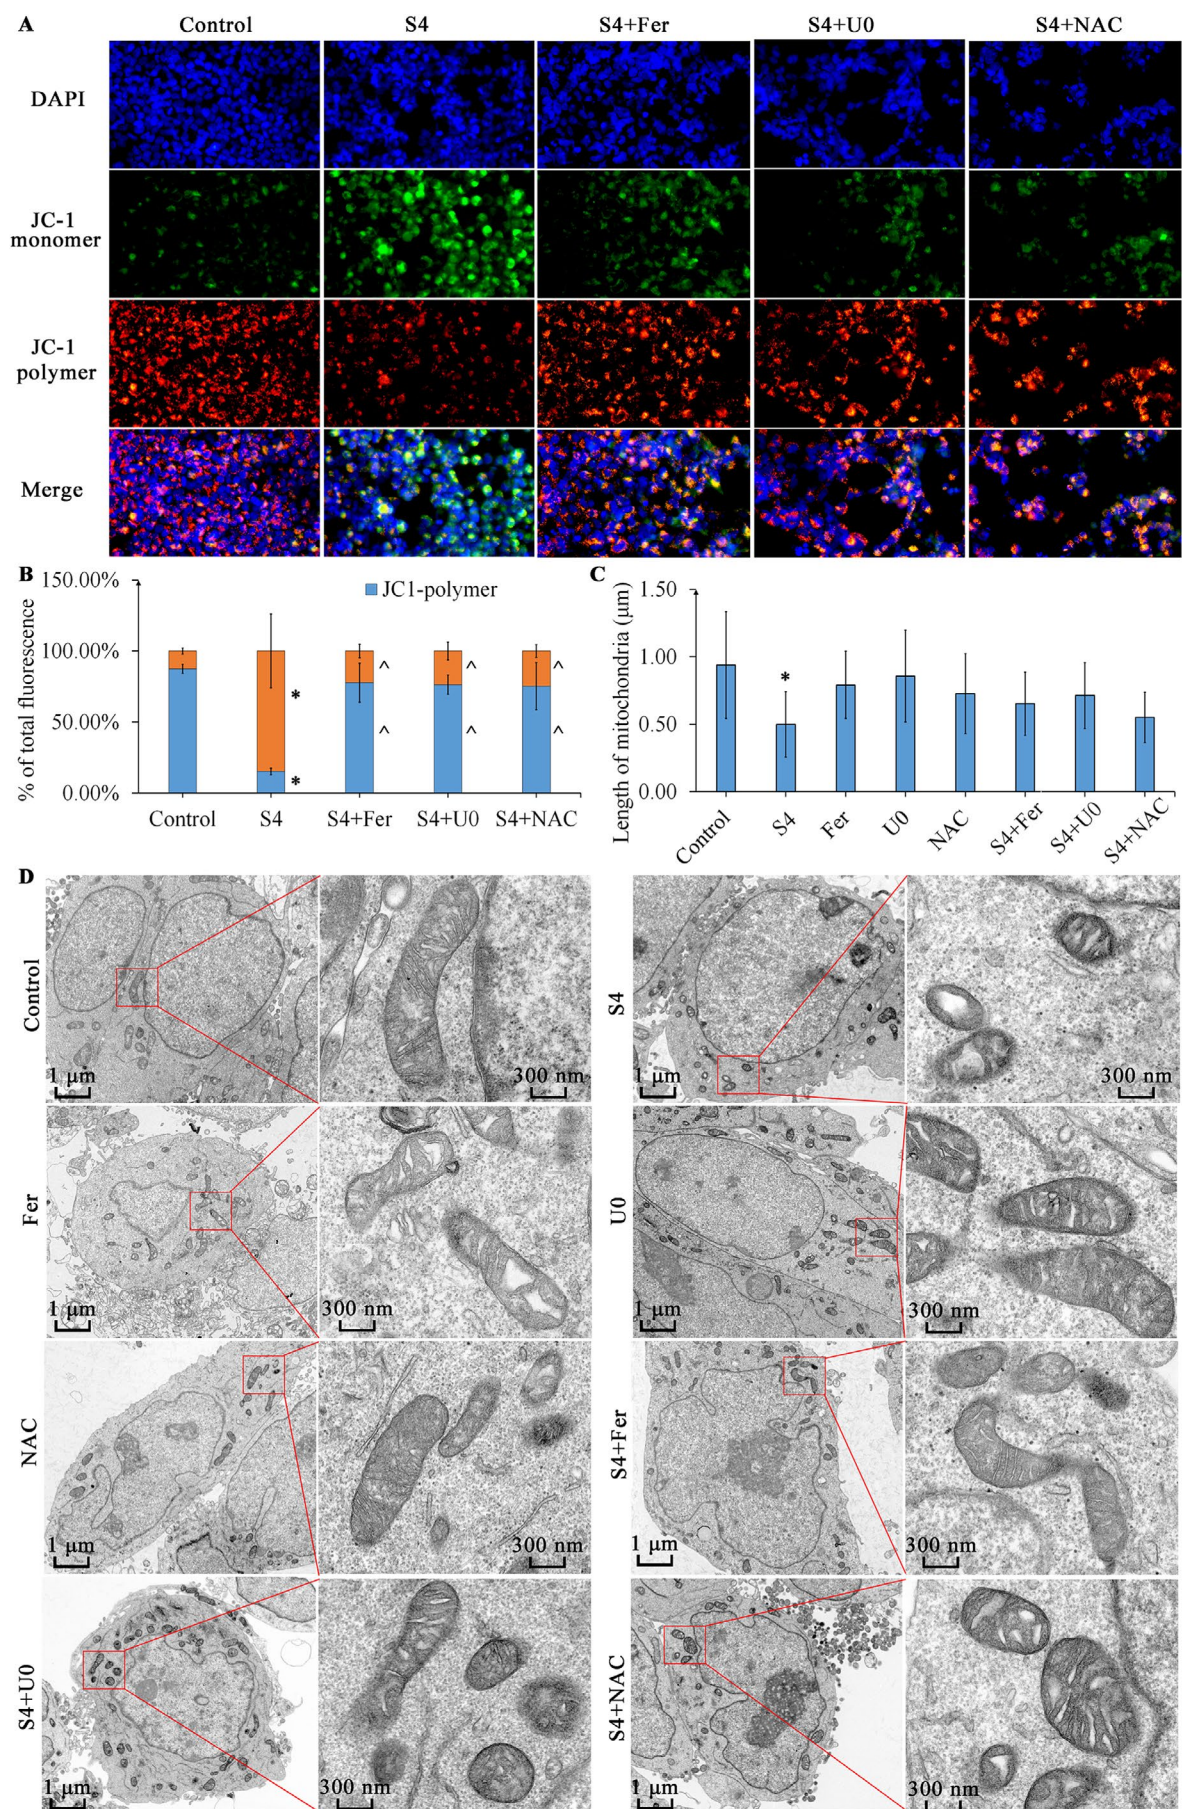 A
Control S4 S4+Fer S4+U0 S4+NAC
DAPI
JC-1
monomer
JC-1
polymer
Merge
B
% of total fluorescence
150.00%
100.00%
50.00%
0.00%
JC1-polymer
*
*
^
^
^
^
^
^
Control S4 S4+Fer S4+U0 S4+NAC
C
Length of mitochondria (μm)
1.50
1.00
0.50
0.00
*
Control S4 Fer U0 NAC S4+Fer S4+U0 S4+NAC
D
Control
1 μm
300 nm
S4
1 μm
300 nm
Fer
1 μm
300 nm
U0
1 μm
300 nm
NAC
1 μm
300 nm
S4+Fer
1 μm
300 nm
S4+U0
1 μm
300 nm
S4+NAC
1 μm
300 nm